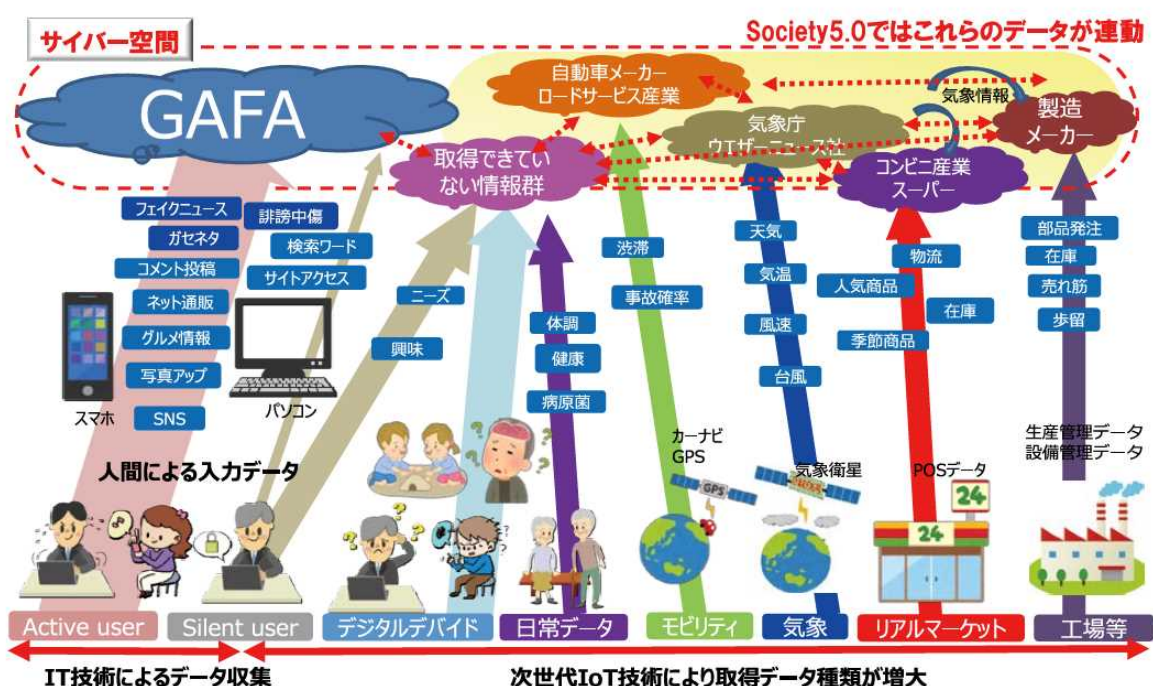 サイバー空間
Society5.0ではこれらのデータが連動
GAFA
自動車メーカー
ロードサービス産業
気象情報
製造
メーカー
気象庁
ウエザーニュース社
取得できてい
ない情報群
コンビニ産業
スーパー
フェイクニュース
誹謗中傷
ガセネタ
検索ワード
コメント投稿
サイトアクセス
ネット通販
グルメ情報
写真アップ
SNS
スマホ
パソコン
ニーズ
興味
体調
健康
病原菌
渋滞
事故確率
天気
気温
風速
台風
物流
人気商品
在庫
季節商品
部品発注
在庫
売れ筋
歩留
人間による入力データ
カーナビ
GPS
GPS
気象衛星
POSデータ
24
24
生産管理データ
設備管理データ
Active user
Silent user
デジタルデバイド
日常データ
モビリティ
気象
リアルマーケット
工場等
IT技術によるデータ収集
次世代IoT技術により取得データ種類が増大